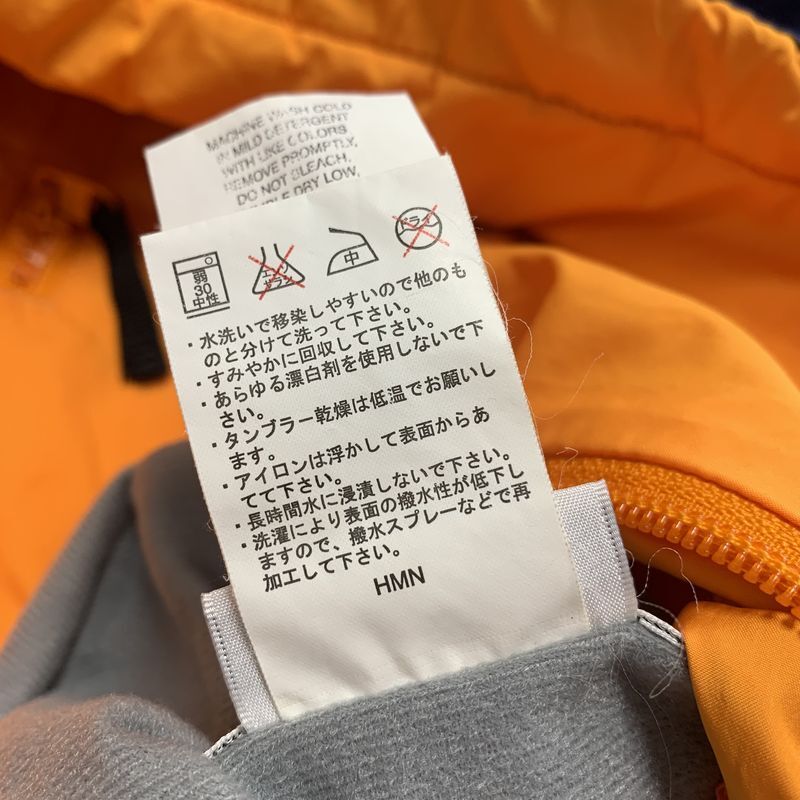 MACHINE WASH COLD
IN MILD DETERGENT
WITH LIKE COLORS
REMOVE PROMPTLY,
DO NOT BLEACH,
DRY LOW,
弱
30
中性
エンソ
サラシ
中
ドライ
・水洗いで移染しやすいので他のも
のと分けて洗って下さい。
・すみやかに回収して下さい。
・あらゆる漂白剤を使用しないで下
さい。
・タンブラー乾燥は低温でお願いし
ます。
・アイロンは浮かして表面からあ
てて下さい。
・長時間水に浸漬しないで下さい。
・洗濯により表面の撥水性が低下し
ますので、撥水スプレーなどで再
加工して下さい。
HMN